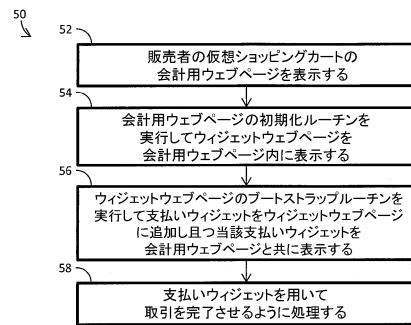 50
52
販売者の仮想ショッピングカートの
会計用ウェブページを表示する
54
会計用ウェブページの初期化ルーチンを
実行してウィジェットウェブページを
会計用ウェブページ内に表示する
56
ウィジェットウェブページのブートストラップルーチンを
実行して支払いウィジェットをウィジェットウェブページ
に追加し且つ当該支払いウィジェットを
会計用ウェブページと共に表示する
58
支払いウィジェットを用いて
取引を完了させるように処理する